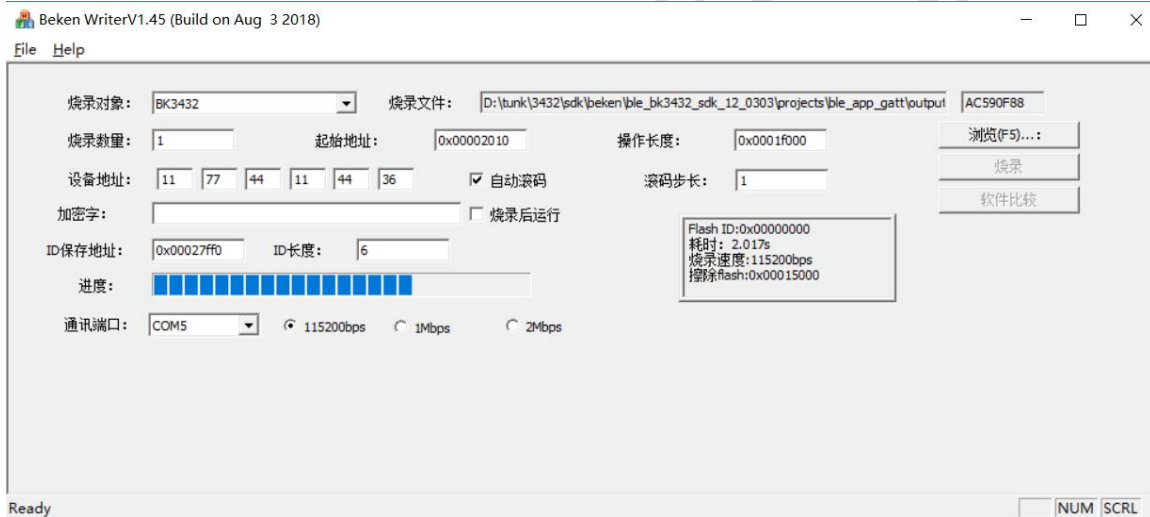 Beken WriterV1.45 (Build on Aug 3 2018)
File Help
烧录对象: BK3432 烧录文件: D:\tunk\3432\sdk\beken\ble_bk3432_sdk_12_0303\projects\ble_app_gatt\output AC590F88
烧录数量: 1 起始地址: 0x00002010 操作长度: 0x0001f000 浏览(F5)...:
烧录
设备地址: 11 77 44 11 44 36 自动滚码 滚码步长: 1
软件比较
加密字: 烧录后运行
Flash ID:0x00000000
耗时: 2.017s
烧录速度:115200bps
擦除flash:0x00015000
ID保存地址: 0x00027ff0 ID长度: 6
进度:
通讯端口: COM5 115200bps 1Mbps 2Mbps
Ready NUM SCRL